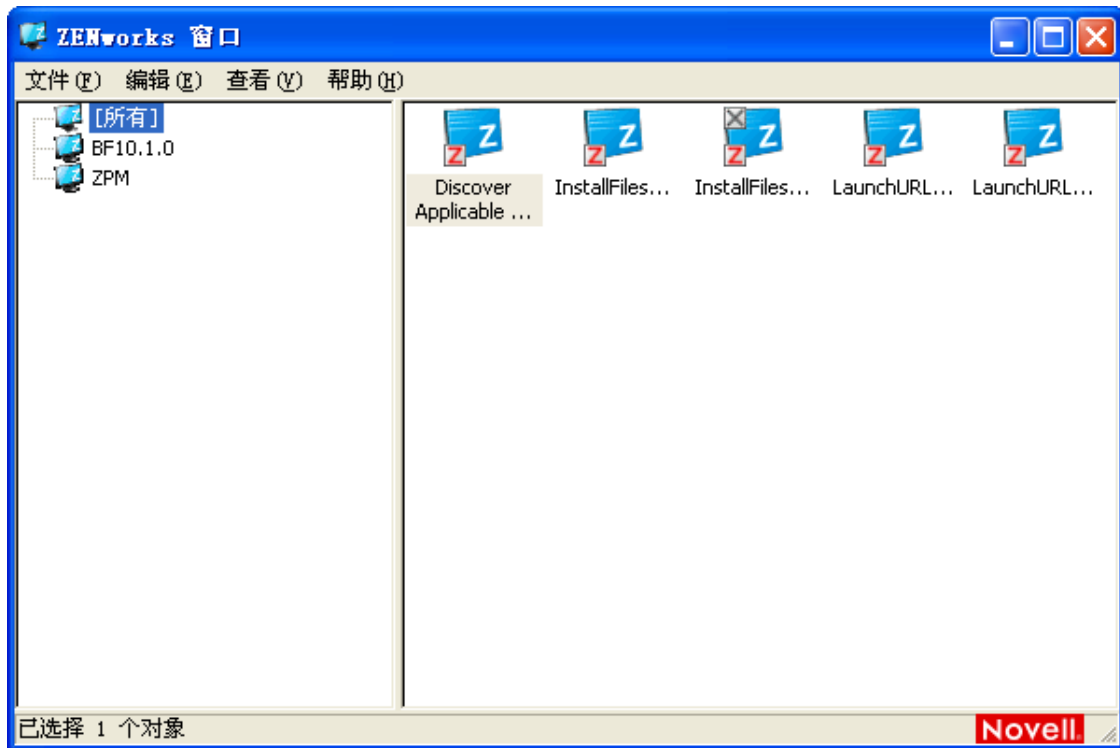 ZENworks 窗口
文件(F) 编辑(E) 查看(V) 帮助(H)
[所有]
BF10.1.0
ZPM
Discover
Applicable ...
InstallFiles...
InstallFiles...
LaunchURL...
LaunchURL...
已选择 1 个对象
Novell.